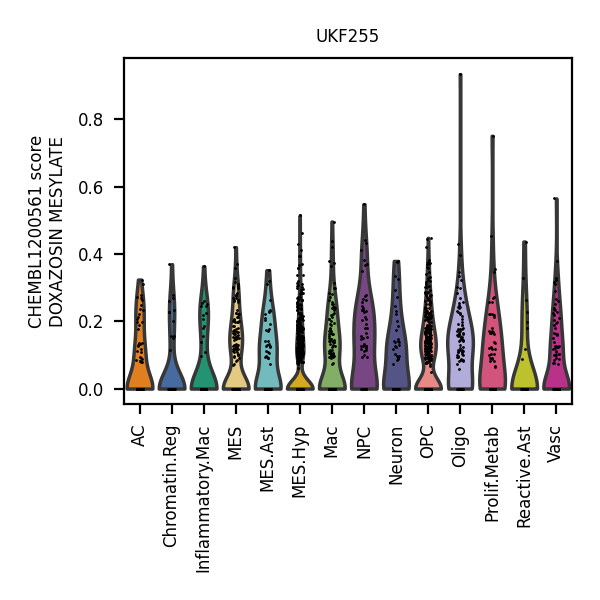 UKF255
CHEMBL1200561 score
DOXAZOSIN MESYLATE
0.8
0.6
0.4
0.2
0.0
AC
Chromatin.Reg
Inflammatory.Mac
MES
MES.Ast
MES.Hyp
Mac
NPC
Neuron
OPC
Oligo
Prolif.Metab
Reactive.Ast
Vasc